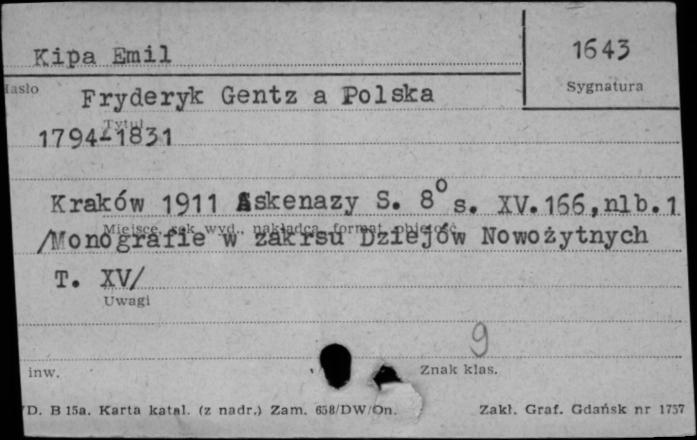 Kipa Emil
1643
Hasło
Sygnatura
Fryderyk Gentz a Polska
Tytuł
1794-1831
Kraków 1911 Askenazy S. 8° s. XV.166,nlb.1
Miejsce, rok wyd., nakładca, format, objętość
/Monografie w zakrsu Dziejów Nowożytnych
T. XV/
Uwagi
9
inw.
Znak klas.
/D. B 15a. Karta katal. (z nadr.) Zam. 658/DW/On.
Zakł. Graf. Gdańsk nr 1757